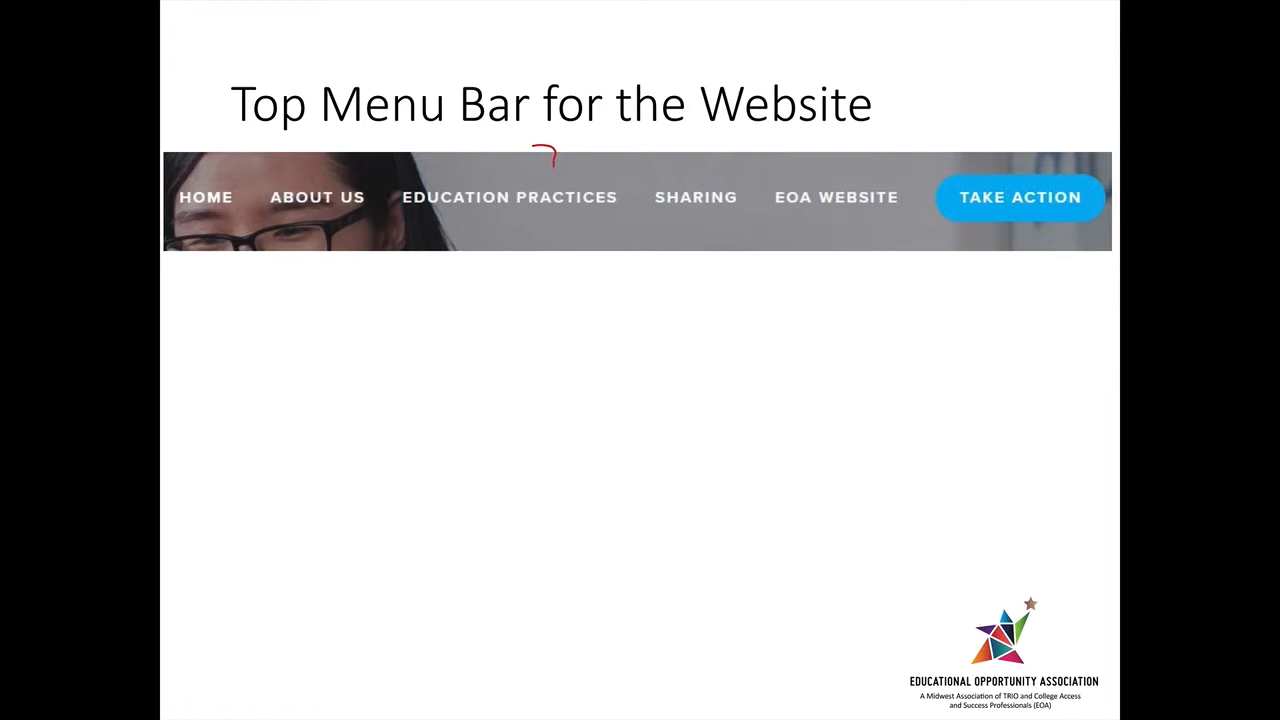 Top Menu Bar for the Website
HOME ABOUT US EDUCATION PRACTICES SHARING EOA WEBSITE TAKE ACTION
EDUCATIONAL OPPORTUNITY ASSOCIATION
A Midwest Association of TRIO and College Access
and Success Professionals (EOA)